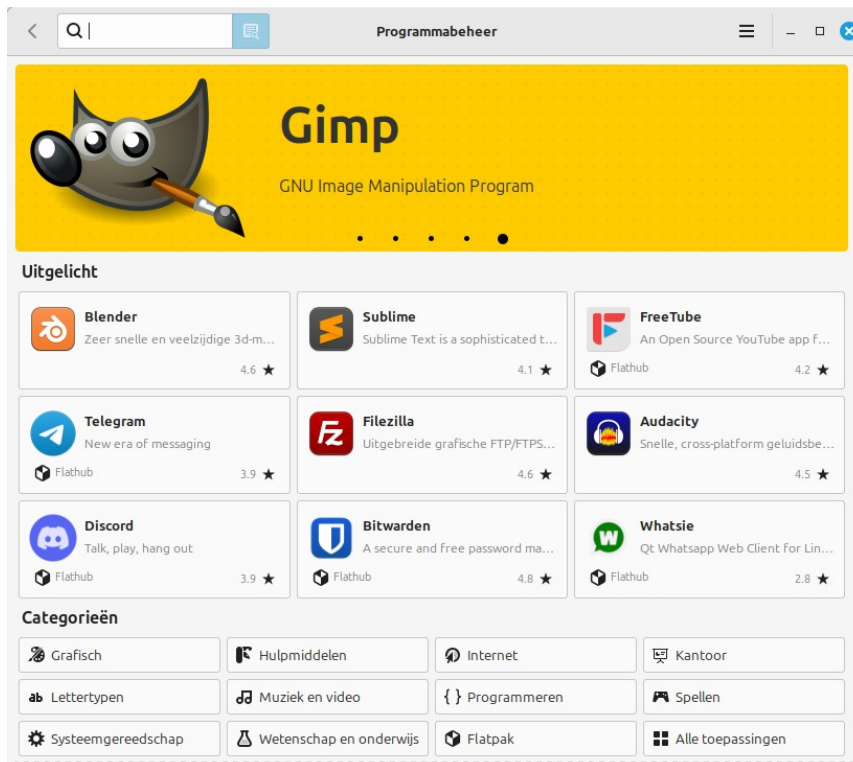 Programmabeheer
Gimp
GNU Image Manipulation Program
Uitgelicht
Blender
Zeer snelle en veelzijdige 3d-m...
4.6 ★
Sublime
Sublime Text is a sophisticated t...
4.1 ★
FreeTube
An Open Source YouTube app f...
Flathub 4.2 ★
Telegram
New era of messaging
Flathub 3.9 ★
Filezilla
Uitgebreide grafische FTP/FTPS...
4.6 ★
Audacity
Snelle, cross-platform geluidsbe...
4.5 ★
Discord
Talk, play, hang out
Flathub 3.9 ★
Bitwarden
A secure and free password ma...
Flathub 4.8 ★
Whatsie
Qt Whatsapp Web Client for Lin...
Flathub 2.8 ★
Categorieën
Grafisch
Hulpmiddelen
Internet
Kantoor
ab Lettertypen
Muziek en video
{ } Programmeren
Spellen
Systeemgereedschap
Wetenschap en onderwijs
Flatpak
Alle toepassingen